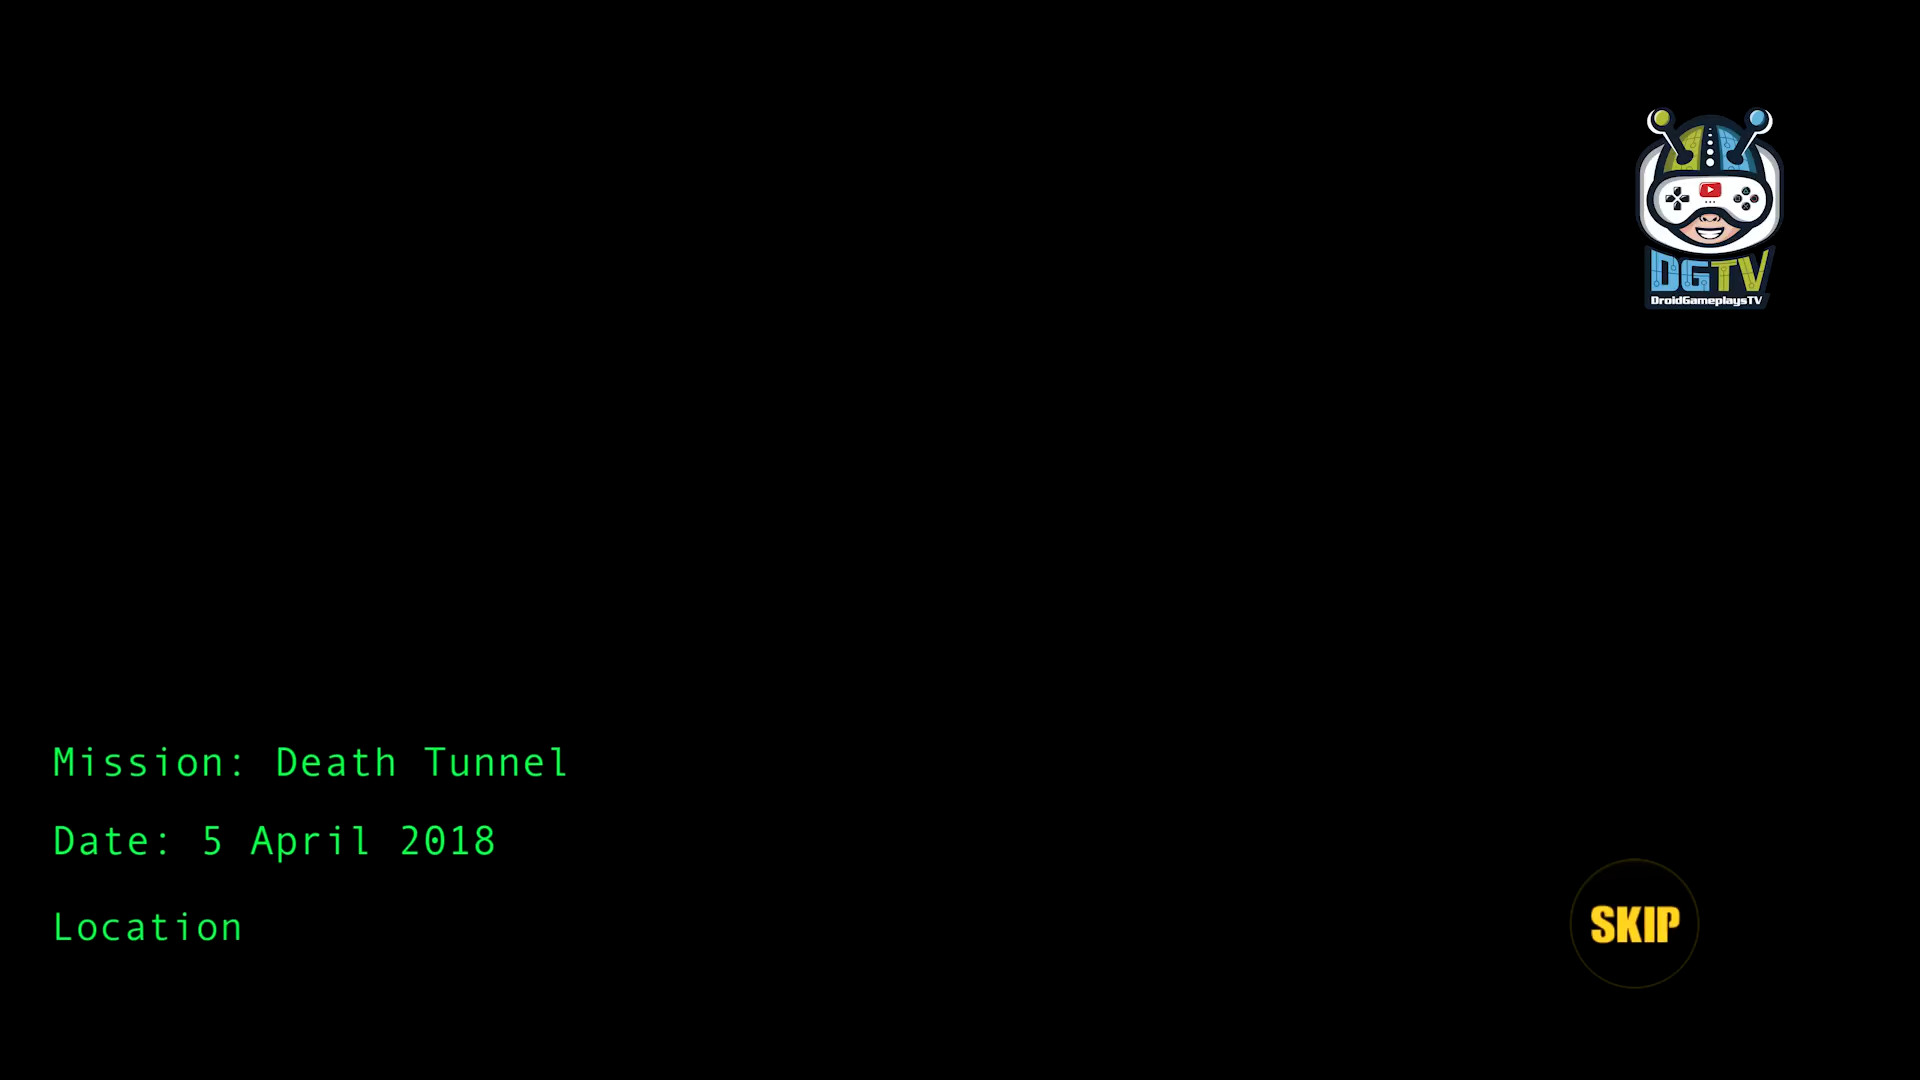 DGTV
DroidGameplaysTV
Mission: Death Tunnel
Date: 5 April 2018
Location
SKIP